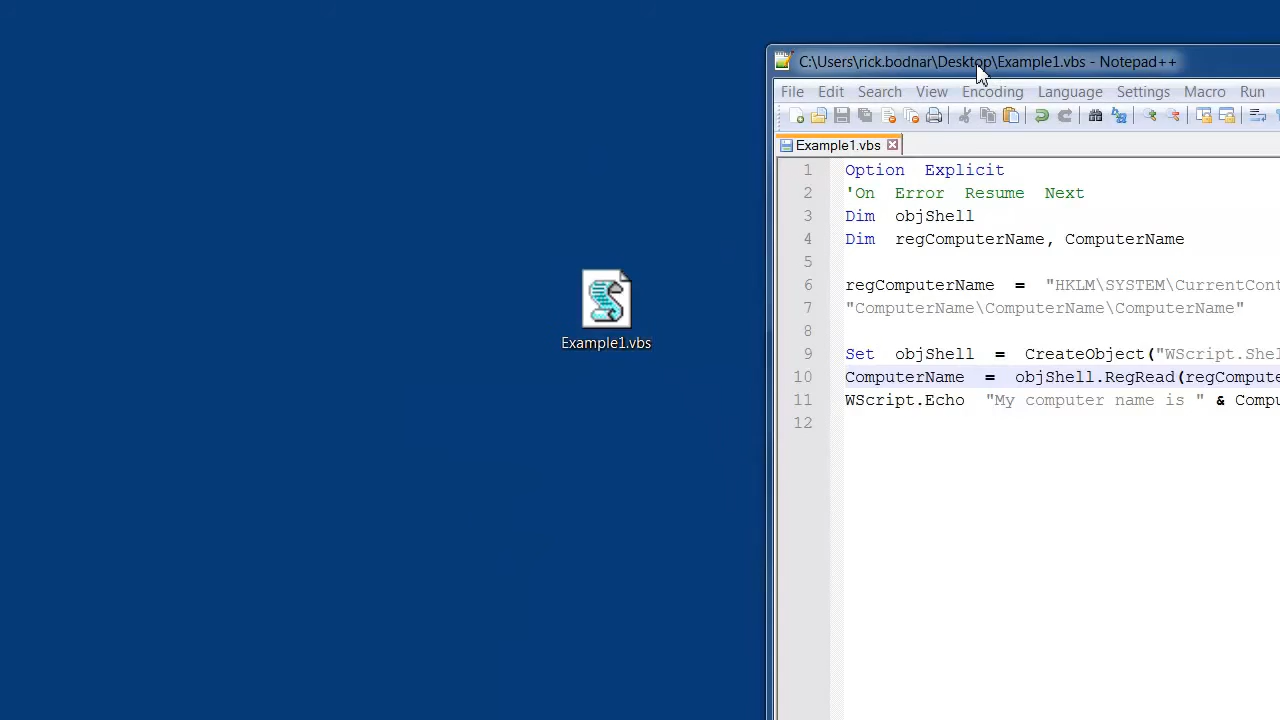 C:\Users\rick.bodnar\Desktop\Example1.vbs - Notepad++
File Edit Search View Encoding Language Settings Macro Run
Example1.vbs
1 Option Explicit
2 'On Error Resume Next
3 Dim objShell
4 Dim regComputerName, ComputerName
5
6 regComputerName = "HKLM\SYSTEM\CurrentCont
7 "ComputerName\ComputerName\ComputerName"
8
9 Set objShell = CreateObject("WScript.Shel
10 ComputerName = objShell.RegRead(regCompute
11 WScript.Echo "My computer name is " & Compu
12
Example1.vbs